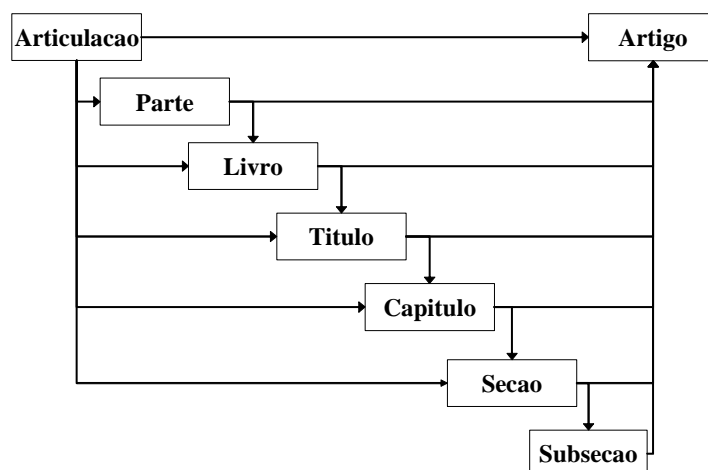 Articulacao
Artigo
Parte
Livro
Titulo
Capitulo
Secao
Subsecao